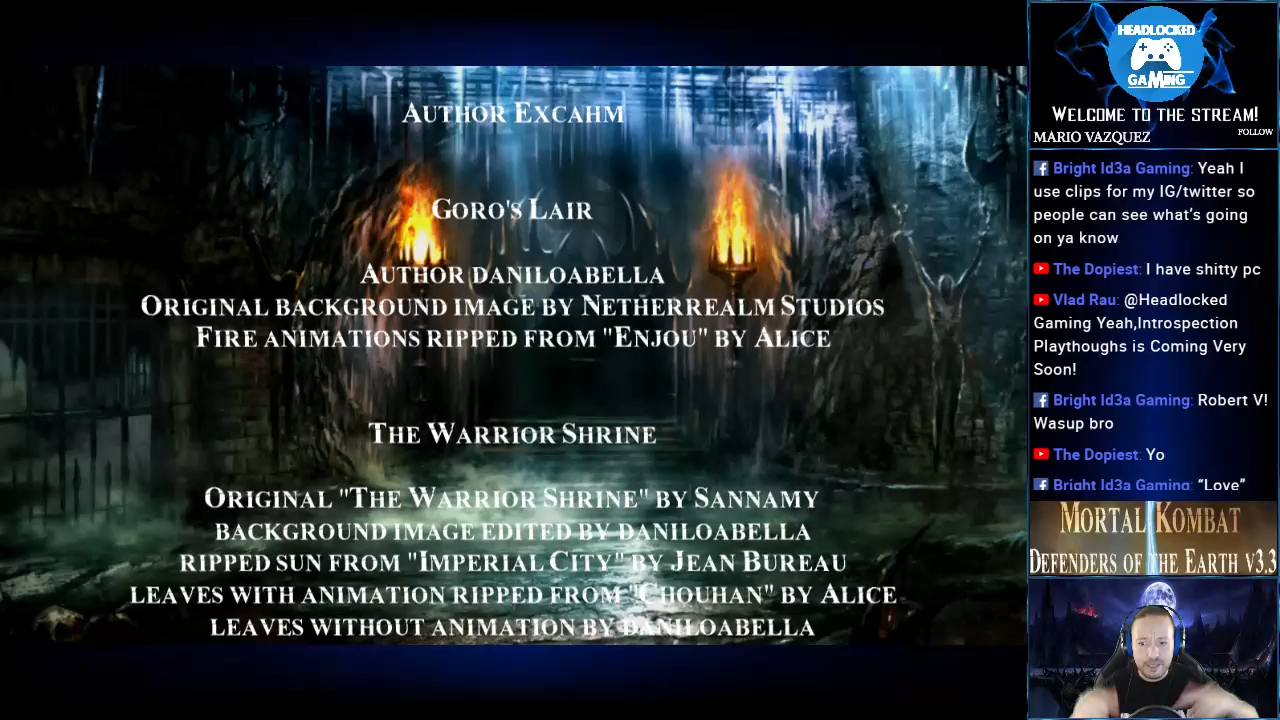 AUTHOR EXCAHM
GORO'S LAIR
AUTHOR DANILOABELLA
ORIGINAL BACKGROUND IMAGE BY NETHERREALM STUDIOS
FIRE ANIMATIONS RIPPED FROM "ENJOU" BY ALICE
THE WARRIOR SHRINE
ORIGINAL "THE WARRIOR SHRINE" BY SANNAMY
BACKGROUND IMAGE EDITED BY DANILOABELLA
RIPPED SUN FROM "IMPERIAL CITY" BY JEAN BUREAU
LEAVES WITH ANIMATION RIPPED FROM "CHOUHAN" BY ALICE
LEAVES WITHOUT ANIMATION BY DANILOABELLA
HEADLOCKED
GAMING
WELCOME TO THE STREAM!
MARIO VAZQUEZ
FOLLOW
Bright Id3a Gaming: Yeah I
use clips for my IG/twitter so
people can see what's going
on ya know
The Dopiest: I have shitty pc
Vlad Rau: @Headlocked
Gaming Yeah,Introspection
Playthoughs is Coming Very
Soon!
Bright Id3a Gaming: Robert V!
Wasup bro
The Dopiest: Yo
Bright Id3a Gaming: “Love”
MORTAL KOMBAT
DEFENDERS OF THE EARTH V3.3